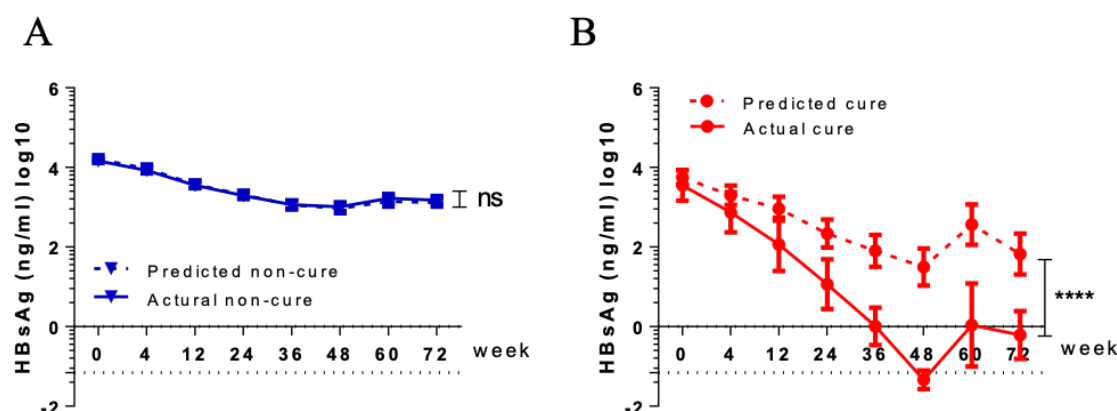 A
HBsAg (ng/ml) log10
6
4
2
0
-2
Predicted non-cure
Actural non-cure
ns
0 4 12 24 36 48 60 72 week
B
HBsAg (ng/ml) log10
6
4
2
0
-2
Predicted cure
Actual cure
****
0 4 12 24 36 48 60 72 week